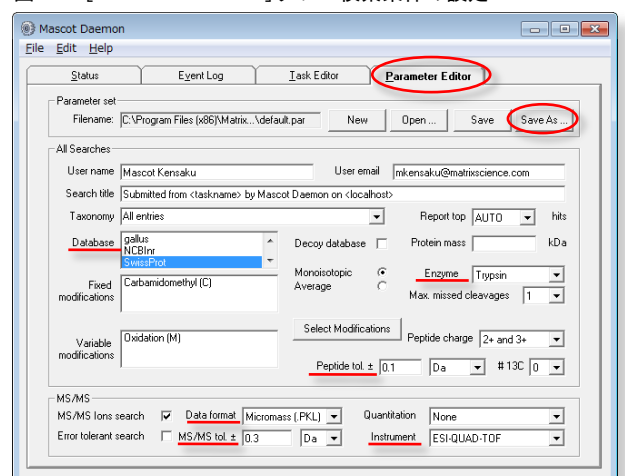 Mascot Daemon
File Edit Help
Status Event Log Task Editor Parameter Editor
Parameter set
Filename: C:\Program Files (x86)\Matrix...\default.par New Open ... Save Save As ...
All Searches
User name Mascot Kensaku User email mkensaku@matrixscience.com
Search title Submitted from <taskname> by Mascot Daemon on <localhost>
Taxonomy All entries Report top AUTO hits
Database gallus
NCBInr
SwissProt
Decoy database Protein mass kDa
Monoisotopic
Average
Enzyme Trypsin
Fixed modifications Carbamidomethyl (C)
Max. missed cleavages 1
Variable modifications Oxidation (M)
Select Modifications Peptide charge 2+ and 3+
Peptide tol. ± 0.1 Da # 13C 0
MS/MS
MS/MS Ions search Data format Micromass (.PKL) Quantitation None
Error tolerant search MS/MS tol. ± 0.3 Da Instrument ESI-QUAD-TOF